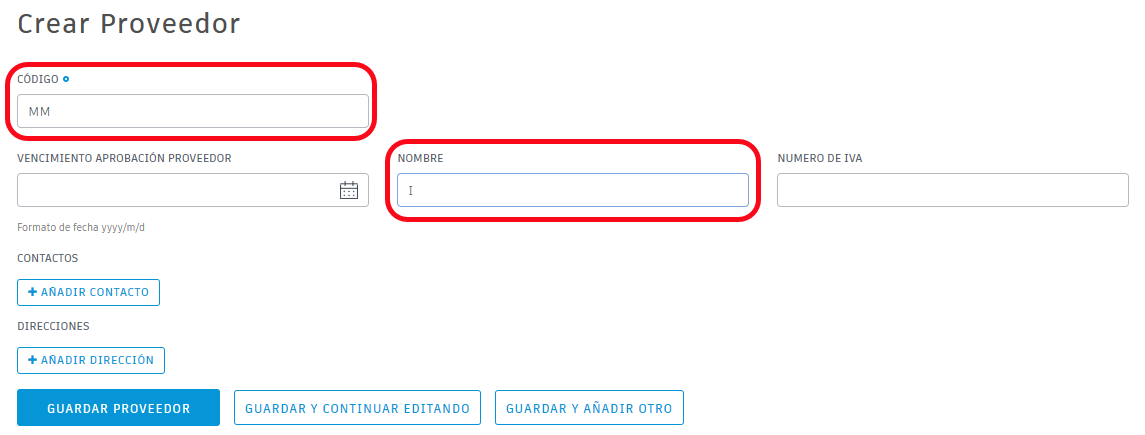 Crear Proveedor
CÓDIGO
MM
VENCIMIENTO APROBACIÓN PROVEEDOR
NOMBRE
NUMERO DE IVA
I
Formato de fecha yyyy/m/d
CONTACTOS
+ AÑADIR CONTACTO
DIRECCIONES
+ AÑADIR DIRECCIÓN
GUARDAR PROVEEDOR
GUARDAR Y CONTINUAR EDITANDO
GUARDAR Y AÑADIR OTRO